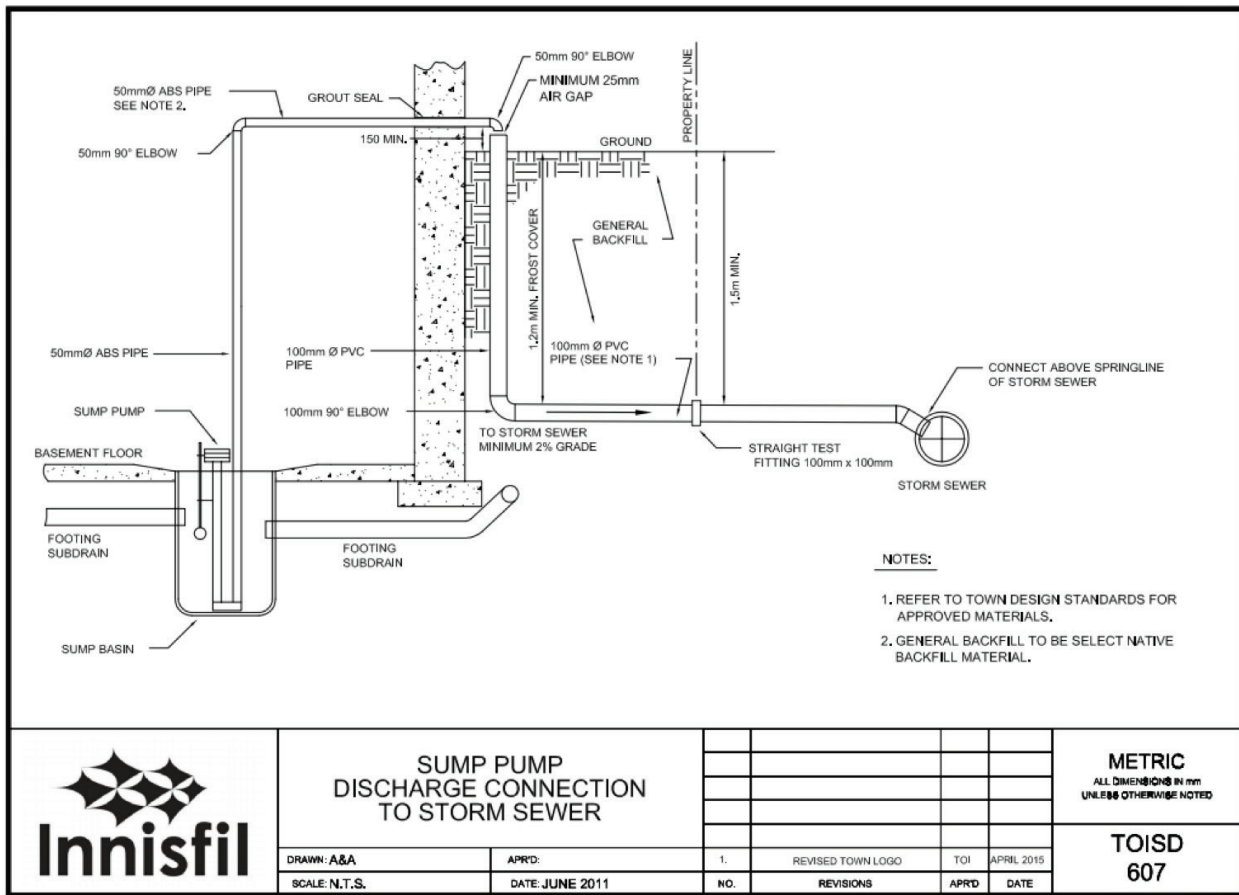 50mm 90° ELBOW
MINIMUM 25mm
AIR GAP
50mmØ ABS PIPE
SEE NOTE 2.
GROUT SEAL
50mm 90° ELBOW
150 MIN.
GROUND
PROPERTY LINE
GENERAL
BACKFILL
1.2m MIN. FROST COVER
1.5m MIN.
50mmØ ABS PIPE
100mm Ø PVC
PIPE
100mm Ø PVC
PIPE (SEE NOTE 1)
CONNECT ABOVE SPRINGLINE
OF STORM SEWER
SUMP PUMP
100mm 90° ELBOW
TO STORM SEWER
MINIMUM 2% GRADE
STRAIGHT TEST
FITTING 100mm x 100mm
BASEMENT FLOOR
STORM SEWER
FOOTING
SUBDRAIN
FOOTING
SUBDRAIN
SUMP BASIN
NOTES:
1. REFER TO TOWN DESIGN STANDARDS FOR
APPROVED MATERIALS.
2. GENERAL BACKFILL TO BE SELECT NATIVE
BACKFILL MATERIAL.
Innisfil
SUMP PUMP
DISCHARGE CONNECTION
TO STORM SEWER
DRAWN: A&A
APR'D:
SCALE: N.T.S.
DATE: JUNE 2011
1. REVISED TOWN LOGO TOI APRIL 2015
NO. REVISIONS APR'D DATE
METRIC
ALL DIMENSIONS IN mm
UNLESS OTHERWISE NOTED
TOISD
607